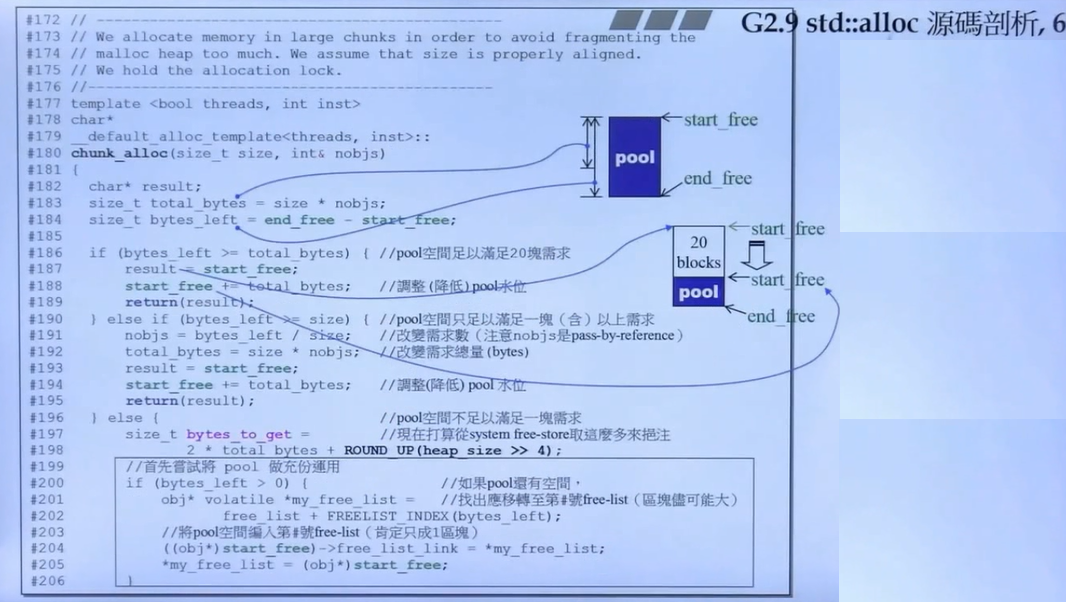 G2.9 std::alloc 源碼剖析, 6
#172 // ----------------------------------------------
#173 // We allocate memory in large chunks in order to avoid fragmenting the
#174 // malloc heap too much. We assume that size is properly aligned.
#175 // We hold the allocation lock.
#176 //----------------------------------------------
#177 template <bool threads, int inst>
#178 char*
#179 __default_alloc_template<threads, inst>::
#180 chunk_alloc(size_t size, int& nobjs)
#181 {
#182 char* result;
#183 size_t total_bytes = size * nobjs;
#184 size_t bytes_left = end_free - start_free;
#185
#186 if (bytes_left >= total_bytes) { //pool空間足以滿足20塊需求
#187 result = start_free;
#188 start_free += total_bytes; //調整 (降低) pool水位
#189 return(result);
#190 } else if (bytes_left >= size) { //pool空間只足以滿足一塊（含）以上需求
#191 nobjs = bytes_left / size; //改變需求數（注意nobjs是pass-by-reference）
#192 total_bytes = size * nobjs; //改變需求總量 (bytes)
#193 result = start_free;
#194 start_free += total_bytes; //調整(降低) pool 水位
#195 return(result);
#196 } else { //pool空間不足以滿足一塊需求
#197 size_t bytes_to_get = //現在打算從system free-store取這麼多來挹注
#198 2 * total_bytes + ROUND_UP(heap_size >> 4);
#199 //首先嘗試將 pool 做充份運用
#200 if (bytes_left > 0) { //如果pool還有空間，
#201 obj* volatile *my_free_list = //找出應移轉至第#號free-list（區塊儘可能大）
#202 free_list + FREELIST_INDEX(bytes_left);
#203 //將pool空間編入第#號free-list（肯定只成1區塊）
#204 ((obj*)start_free)->free_list_link = *my_free_list;
#205 *my_free_list = (obj*)start_free;
#206 }
start_free
pool
end_free
start_free
20
blocks
start_free
pool
end_free